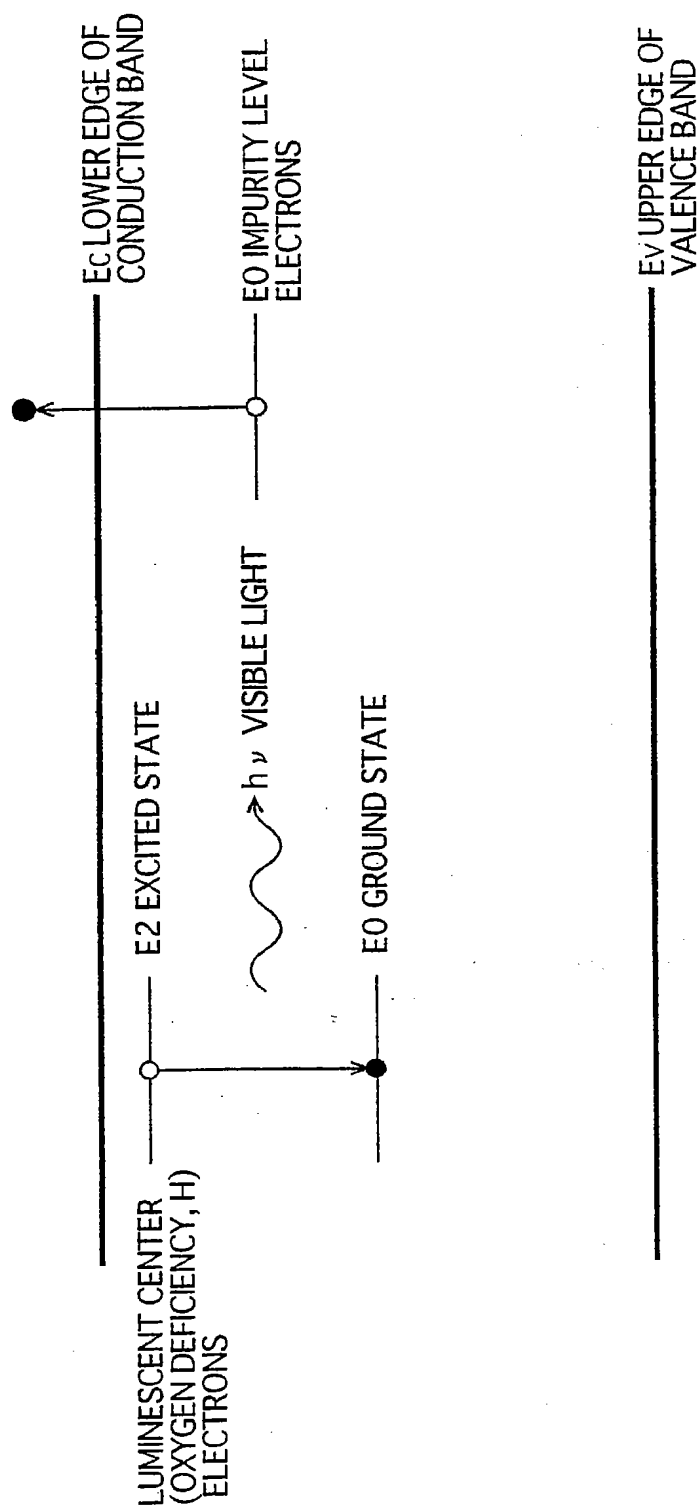 EC LOWER EDGE OF
CONDUCTION BAND
LUMINESCENT CENTER
(OXYGEN DEFICIENCY, H)
ELECTRONS
E2 EXCITED STATE
hν VISIBLE LIGHT
E0 IMPURITY LEVEL
ELECTRONS
E0 GROUND STATE
EV UPPER EDGE OF
VALENCE BAND